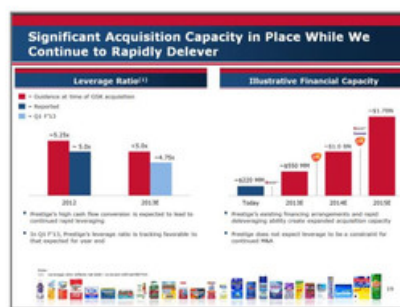 Significant Acquisition Capacity in Place While We
Continue to Rapidly Delever
Leverage Ratio(1)
= Guidance at time of GSK acquisition
= Reported
= Q1 F'13
~5.25x
~ 5.0x
<5.0x
~4.75x
2012
2013E
Prestige's high cash flow conversion is expected to lead to
continued rapid leveraging
In Q1 F'13, Prestige's leverage ratio is tracking favorable to
that expected for year end
Illustrative Financial Capacity
~$220 MM
~$550 MM
~$1.0 BN
Today
2013E
2014E
2015E
Prestige's existing financing arrangements and rapid
deleveraging ability create expanded acquisition capacity
Prestige does not expect leverage to be a constraint for
continued M&A
19